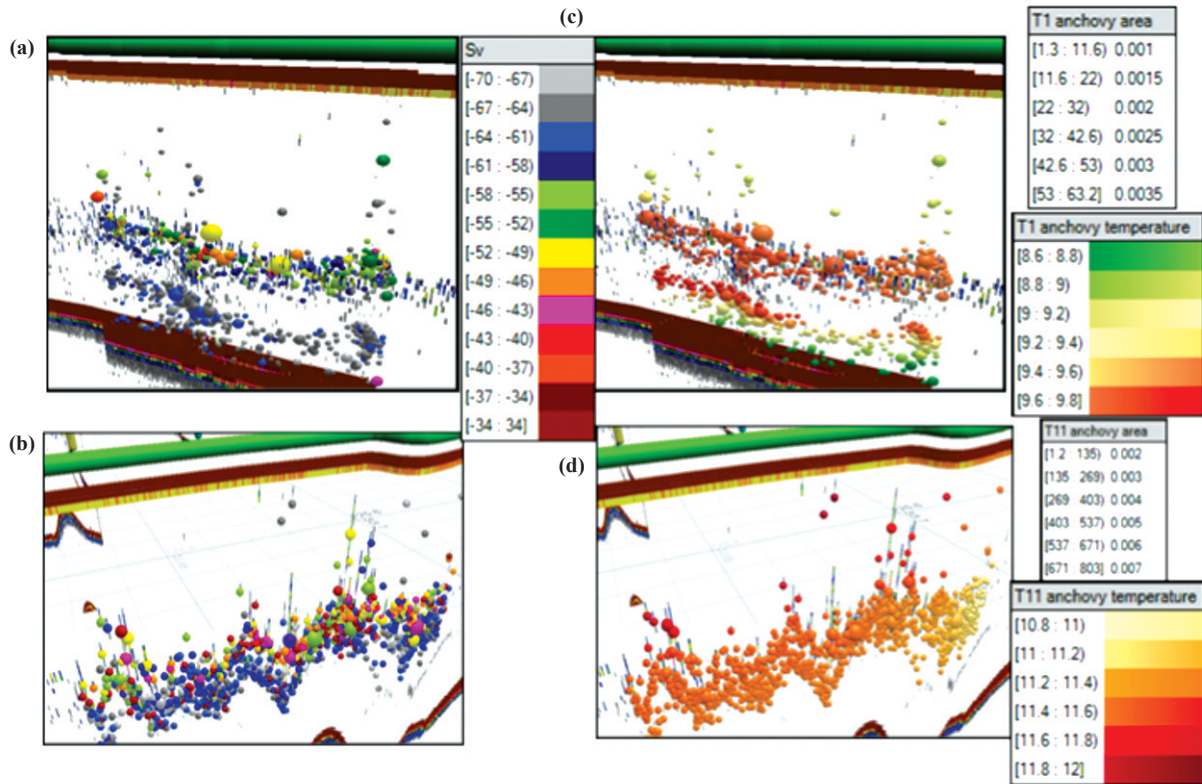 (a)
Sv
[-70 : -67)
[-67 : -64)
[-64 : -61)
[-61 : -58)
[-58 : -55)
[-55 : -52)
[-52 : -49)
[-49 : -46)
[-46 : -43)
[-43 : -40)
[-40 : -37)
[-37 : -34)
[-34 : 34]
(c)
T1 anchovy area
[1.3 : 11.6) 0.001
[11.6 : 22) 0.0015
[22 : 32) 0.002
[32 : 42.6) 0.0025
[42.6 : 53) 0.003
[53 : 63.2] 0.0035
T1 anchovy temperature
[8.6 : 8.8)
[8.8 : 9)
[9 : 9.2)
[9.2 : 9.4)
[9.4 : 9.6)
[9.6 : 9.8]
(b)
(d)
T11 anchovy area
[1.2 : 135) 0.002
[135 : 269) 0.003
[269 : 403) 0.004
[403 : 537) 0.005
[537 : 671) 0.006
[671 : 803] 0.007
T11 anchovy temperature
[10.8 : 11)
[11 : 11.2)
[11.2 : 11.4)
[11.4 : 11.6)
[11.6 : 11.8)
[11.8 : 12]